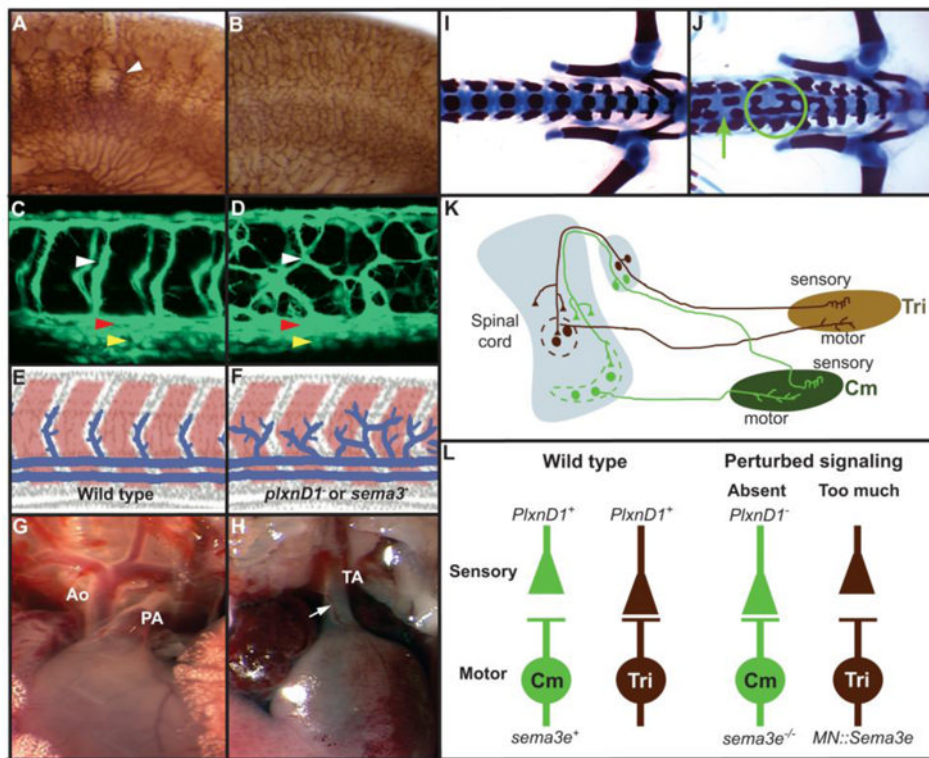 A
B
C
D
E
Wild type
F
plxnD1⁻ or sema3⁻
G
Ao
PA
H
TA
I
J
K
Spinal
cord
sensory
Tri
motor
sensory
Cm
motor
L
Wild type
Perturbed signaling
Absent
Too much
PlxnD1⁺
PlxnD1⁺
PlxnD1⁻
Sensory
Motor
Cm
Tri
Cm
Tri
sema3e⁺
sema3e⁻/⁻
MN::Sema3e